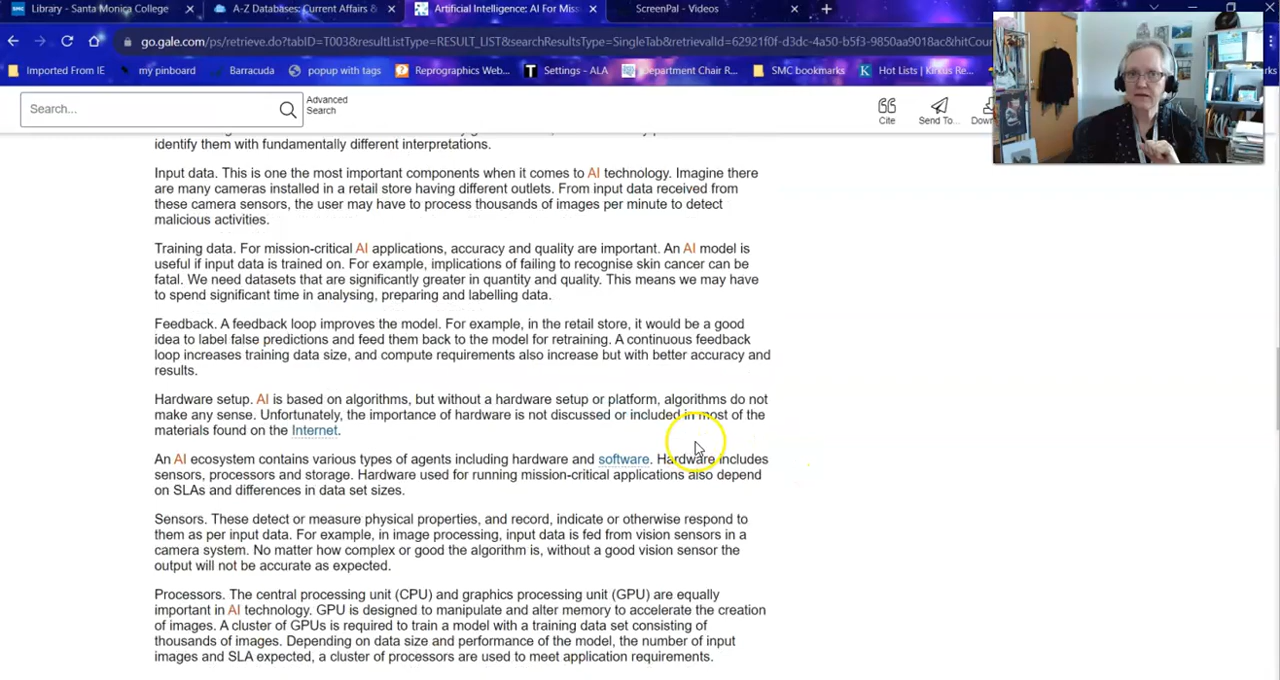 Library - Santa Monica College
A-Z Databases: Current Affairs &
Artificial Intelligence: AI For Miss
ScreenPal - Videos
go.gale.com/ps/retrieve.do?tabID=T003&resultListType=RESULT_LIST&searchResultsType=SingleTab&retrievalId=62921f0f-d3dc-4a50-b5f3-9850aa9018ac&hitCoun
Imported From IE
my pinboard
Barracuda
popup with tags
Reprographics Web...
Settings - ALA
Department Chair R...
SMC bookmarks
Hot Lists | Kirkus Re...
Search...
Advanced
Search
Cite
Send To...
Down
identify them with fundamentally different interpretations.
Input data. This is one the most important components when it comes to AI technology. Imagine there
are many cameras installed in a retail store having different outlets. From input data received from
these camera sensors, the user may have to process thousands of images per minute to detect
malicious activities.
Training data. For mission-critical AI applications, accuracy and quality are important. An AI model is
useful if input data is trained on. For example, implications of failing to recognise skin cancer can be
fatal. We need datasets that are significantly greater in quantity and quality. This means we may have
to spend significant time in analysing, preparing and labelling data.
Feedback. A feedback loop improves the model. For example, in the retail store, it would be a good
idea to label false predictions and feed them back to the model for retraining. A continuous feedback
loop increases training data size, and compute requirements also increase but with better accuracy and
results.
Hardware setup. AI is based on algorithms, but without a hardware setup or platform, algorithms do not
make any sense. Unfortunately, the importance of hardware is not discussed or included in most of the
materials found on the Internet.
An AI ecosystem contains various types of agents including hardware and software. Hardware includes
sensors, processors and storage. Hardware used for running mission-critical applications also depend
on SLAs and differences in data set sizes.
Sensors. These detect or measure physical properties, and record, indicate or otherwise respond to
them as per input data. For example, in image processing, input data is fed from vision sensors in a
camera system. No matter how complex or good the algorithm is, without a good vision sensor the
output will not be accurate as expected.
Processors. The central processing unit (CPU) and graphics processing unit (GPU) are equally
important in AI technology. GPU is designed to manipulate and alter memory to accelerate the creation
of images. A cluster of GPUs is required to train a model with a training data set consisting of
thousands of images. Depending on data size and performance of the model, the number of input
images and SLA expected, a cluster of processors are used to meet application requirements.